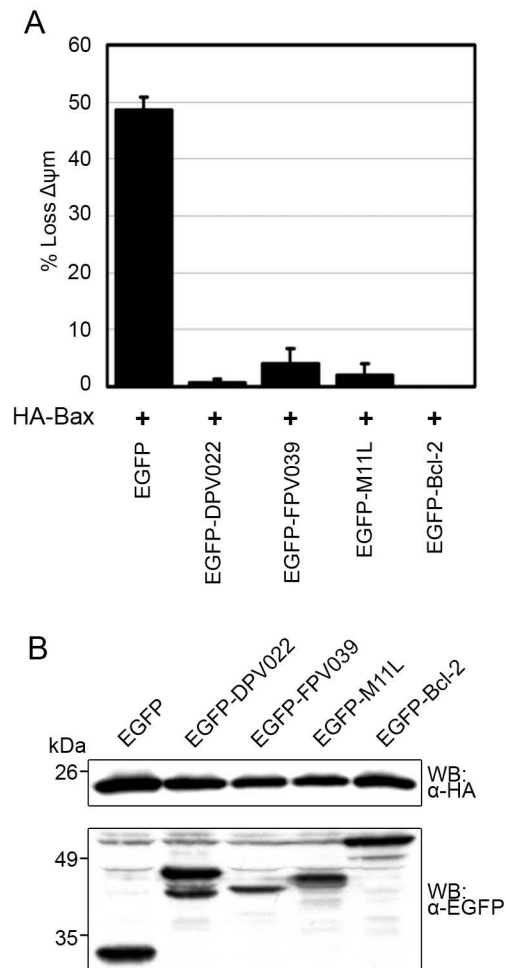 A
60
50
40
30
20
10
0
% Loss Δψm
HA-Bax + + + + +
EGFP
EGFP-DPV022
EGFP-FPV039
EGFP-M11L
EGFP-Bcl-2
B
EGFP
EGFP-DPV022
EGFP-FPV039
EGFP-M11L
EGFP-Bcl-2
kDa
26
WB:
α-HA
49
35
WB:
α-EGFP